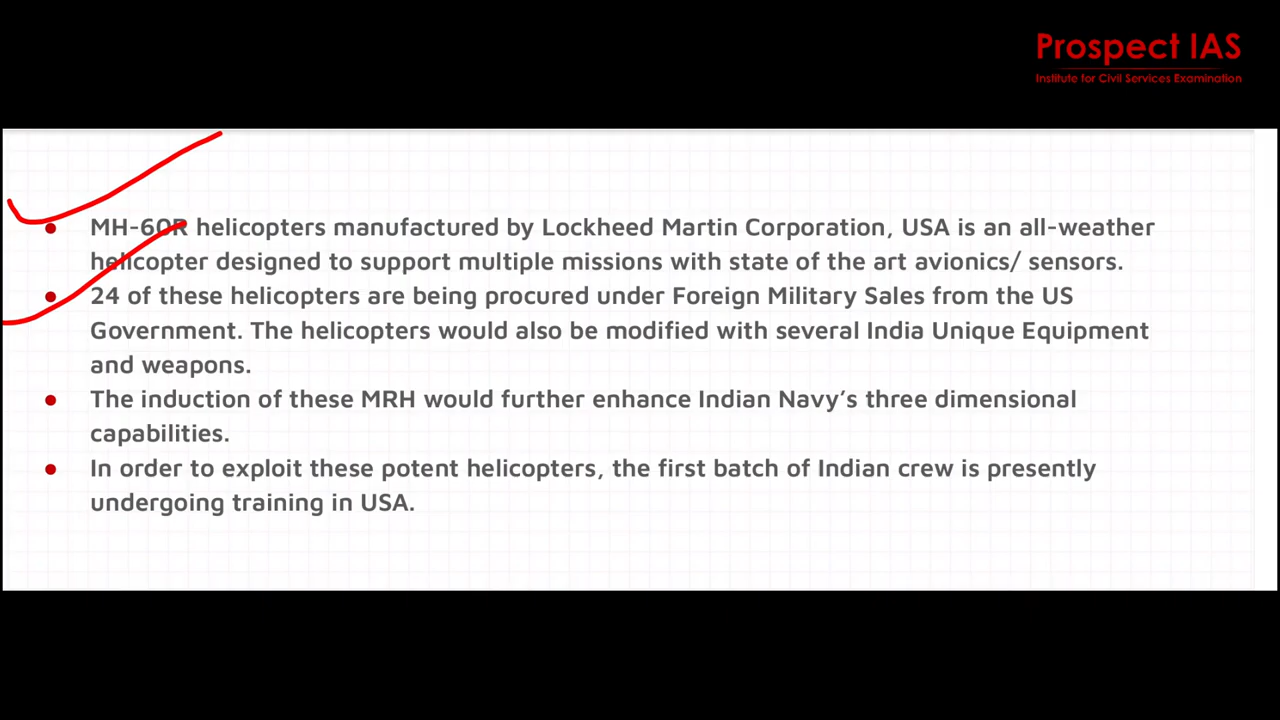 Prospect IAS
Institute for Civil Services Examination
MH-60R helicopters manufactured by Lockheed Martin Corporation, USA is an all-weather
helicopter designed to support multiple missions with state of the art avionics/ sensors.
24 of these helicopters are being procured under Foreign Military Sales from the US
Government. The helicopters would also be modified with several India Unique Equipment
and weapons.
The induction of these MRH would further enhance Indian Navy’s three dimensional
capabilities.
In order to exploit these potent helicopters, the first batch of Indian crew is presently
undergoing training in USA.